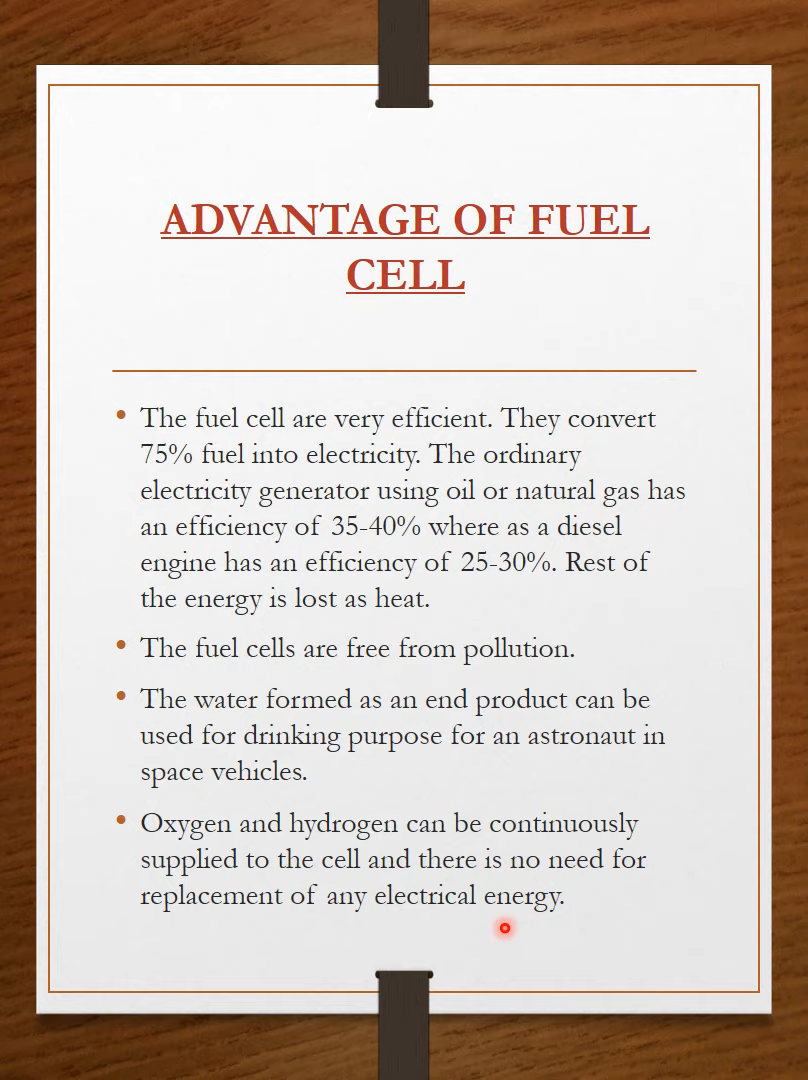 ADVANTAGE OF FUEL
CELL
• The fuel cell are very efficient. They convert
75% fuel into electricity. The ordinary
electricity generator using oil or natural gas has
an efficiency of 35-40% where as a diesel
engine has an efficiency of 25-30%. Rest of
the energy is lost as heat.
• The fuel cells are free from pollution.
• The water formed as an end product can be
used for drinking purpose for an astronaut in
space vehicles.
• Oxygen and hydrogen can be continuously
supplied to the cell and there is no need for
replacement of any electrical energy.